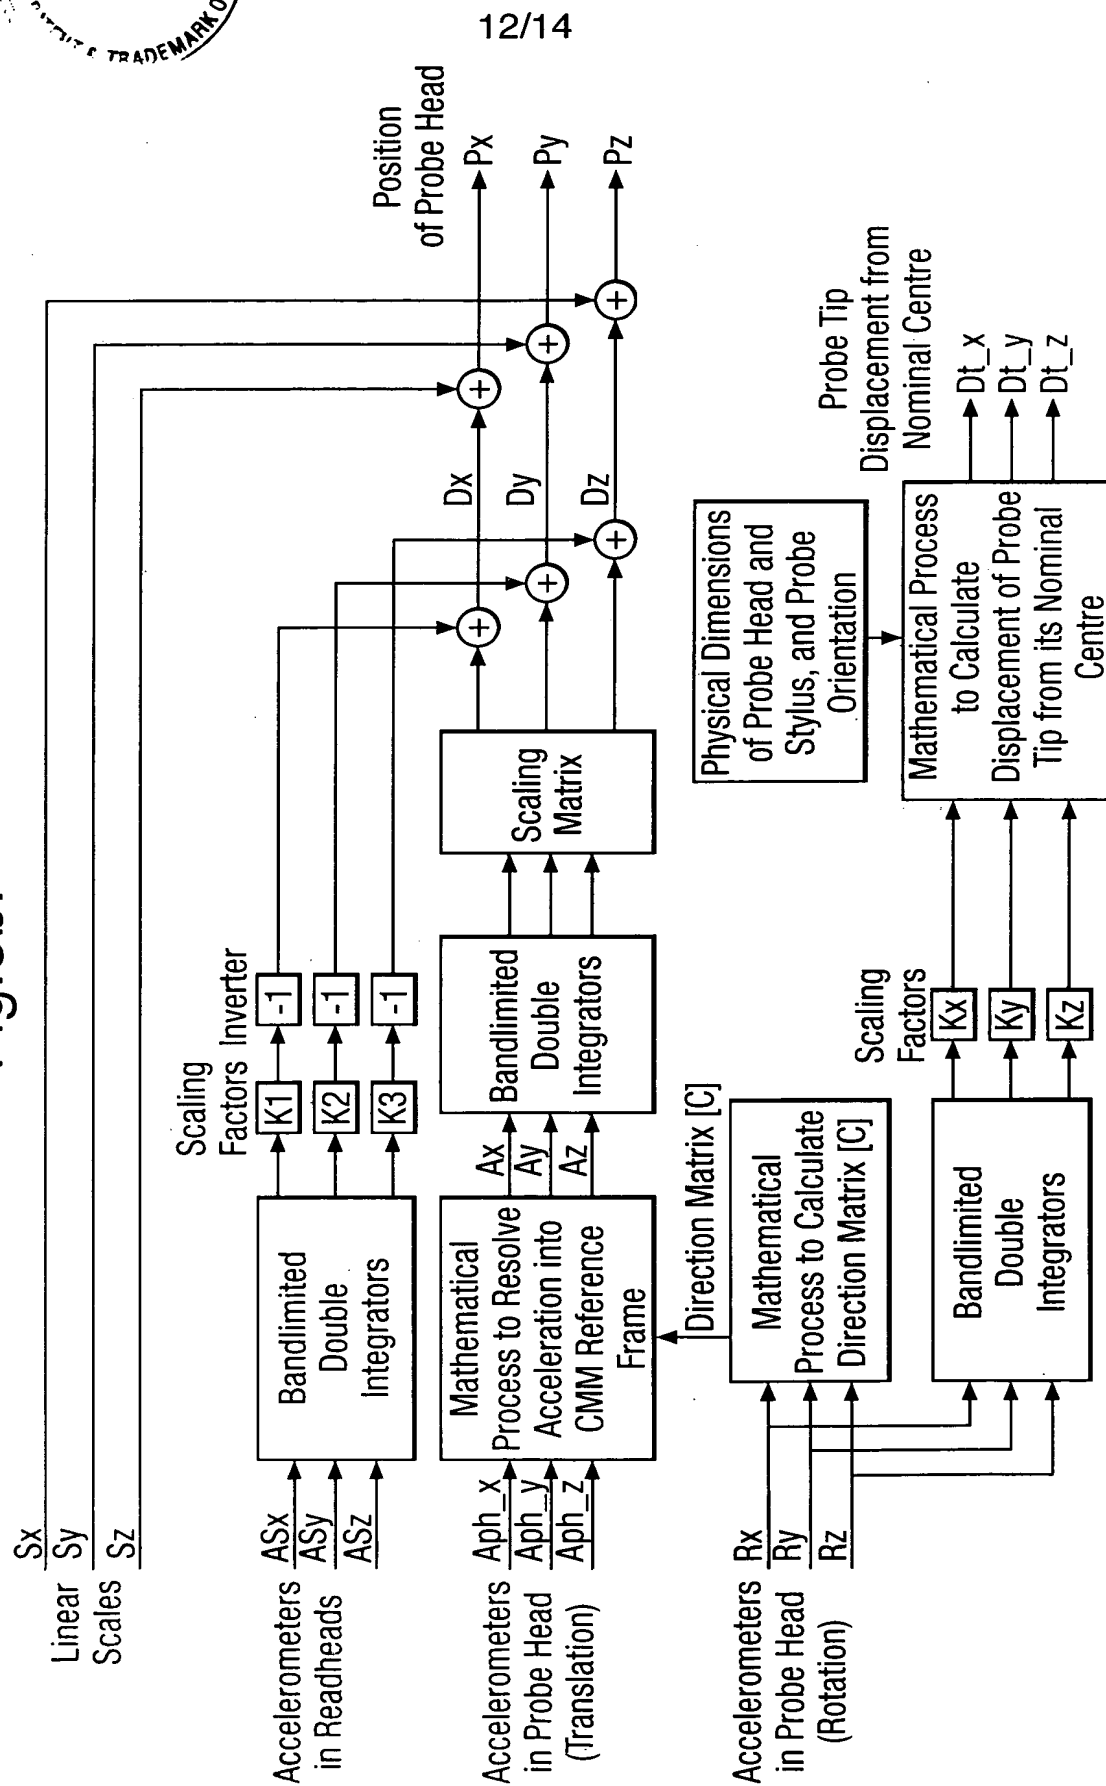 TRADEMARK O
12/14
Sx
Sy
Sz
Linear
Scales
Accelerometers
in Readheads
ASx
ASy
ASz
Bandlimited
Double
Integrators
Scaling
Factors
K1
K2
K3
Inverter
-1
-1
-1
Accelerometers
in Probe Head
(Translation)
Aph_x
Aph_y
Aph_z
Mathematical
Process to Resolve
Acceleration into
CMM Reference
Frame
Ax
Ay
Az
Bandlimited
Double
Integrators
Scaling
Matrix
+
+
+
Dx
Dy
Dz
+
+
+
Position
of Probe Head
Px
Py
Pz
Direction Matrix [C]
Accelerometers
in Probe Head
(Rotation)
Rx
Ry
Rz
Mathematical
Process to Calculate
Direction Matrix [C]
Bandlimited
Double
Integrators
Scaling
Factors
Kx
Ky
Kz
Physical Dimensions
of Probe Head and
Stylus, and Probe
Orientation
Mathematical Process
to Calculate
Displacement of Probe
Tip from its Nominal
Centre
Probe Tip
Displacement from
Nominal Centre
Dt_x
Dt_y
Dt_z